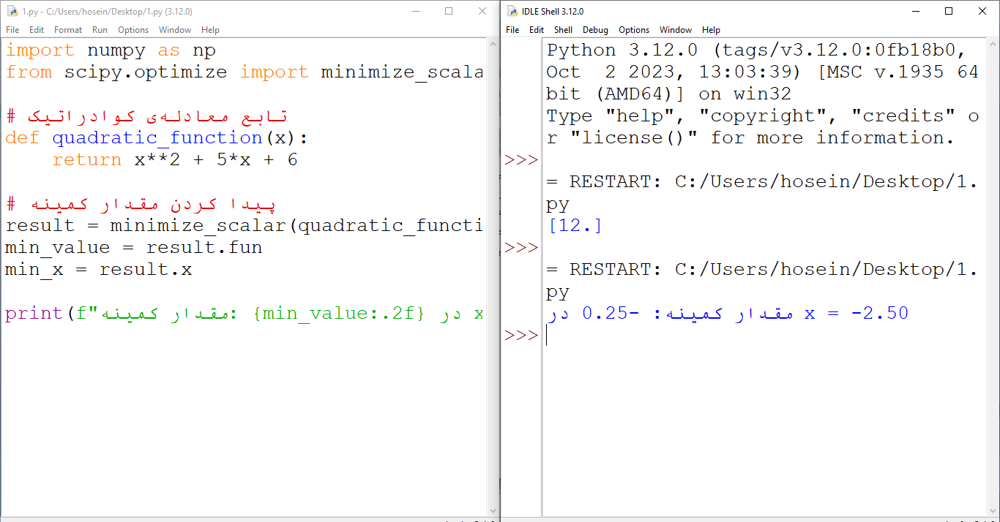 1.py - C:/Users/hosein/Desktop/1.py (3.12.0)
File Edit Format Run Options Window Help
import numpy as np
from scipy.optimize import minimize_scala
# تابع معادله‌ی کوادراتیک
def quadratic_function(x):
    return x**2 + 5*x + 6
# پیدا کردن مقدار کمینه
result = minimize_scalar(quadratic_functi
min_value = result.fun
min_x = result.x
print(f"مقدار کمینه: {min_value:.2f} در x
IDLE Shell 3.12.0
File Edit Shell Debug Options Window Help
Python 3.12.0 (tags/v3.12.0:0fb18b0,
Oct  2 2023, 13:03:39) [MSC v.1935 64
bit (AMD64)] on win32
Type "help", "copyright", "credits" o
r "license()" for more information.
>>>
= RESTART: C:/Users/hosein/Desktop/1.
py
[12.]
>>>
= RESTART: C:/Users/hosein/Desktop/1.
py
مقدار کمینه: -0.25 در x = -2.50
>>>